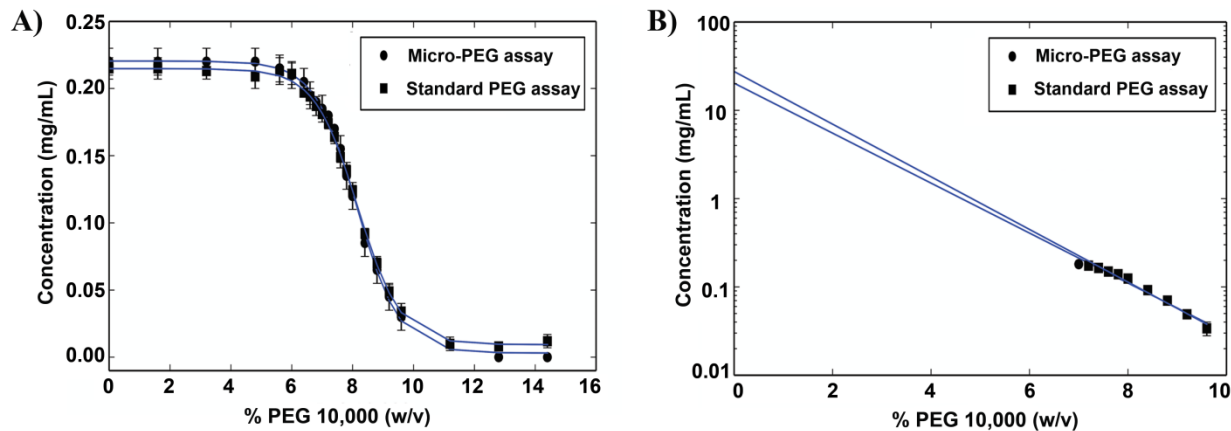 A)
Concentration (mg/mL)
0.25
0.20
0.15
0.10
0.05
0.00
0 2 4 6 8 10 12 14 16
% PEG 10,000 (w/v)
Micro-PEG assay
Standard PEG assay
B)
Concentration (mg/mL)
100
10
1
0.1
0.01
0 2 4 6 8 10
% PEG 10,000 (w/v)
Micro-PEG assay
Standard PEG assay